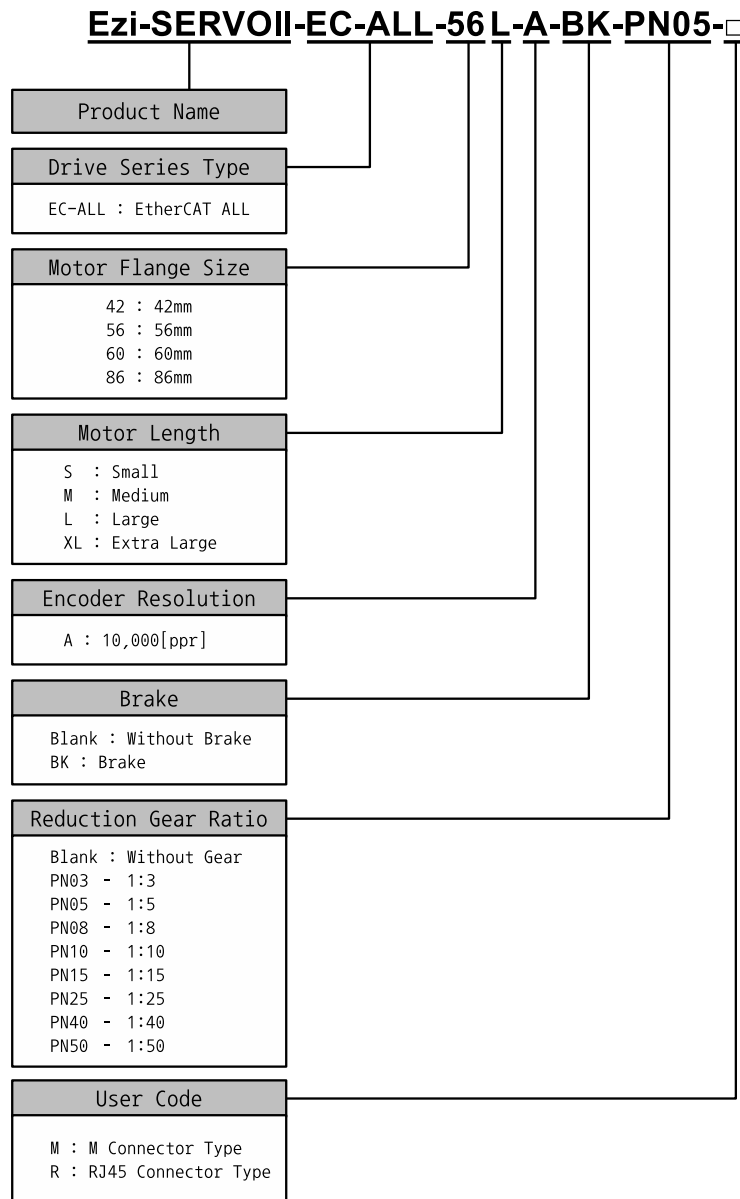 Ezi-SERVOII-EC-ALL-56L-A-BK-PN05-□
Product Name
Drive Series Type
EC-ALL : EtherCAT ALL
Motor Flange Size
42 : 42mm
56 : 56mm
60 : 60mm
86 : 86mm
Motor Length
S : Small
M : Medium
L : Large
XL : Extra Large
Encoder Resolution
A : 10,000[ppr]
Brake
Blank : Without Brake
BK : Brake
Reduction Gear Ratio
Blank : Without Gear
PN03 - 1:3
PN05 - 1:5
PN08 - 1:8
PN10 - 1:10
PN15 - 1:15
PN25 - 1:25
PN40 - 1:40
PN50 - 1:50
User Code
M : M Connector Type
R : RJ45 Connector Type